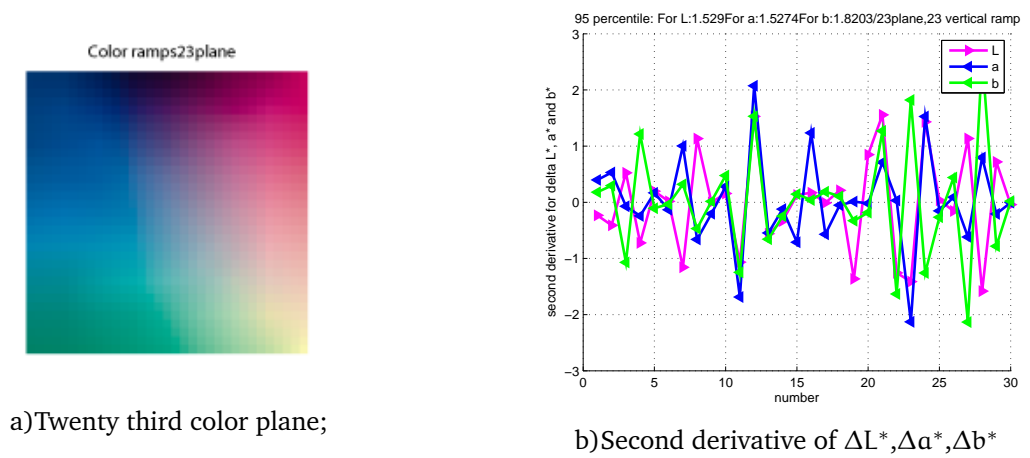 Color ramps23plane
a)Twenty third color plane;
95 percentile: For L:1.529For a:1.5274For b:1.8203/23plane,23 vertical ramp
3
2
1
0
−1
−2
−3
0
5
10
15
20
25
30
second derivative for delta L*, a* and b*
number
L
a
b
b)Second derivative of ΔL*,Δa*,Δb*